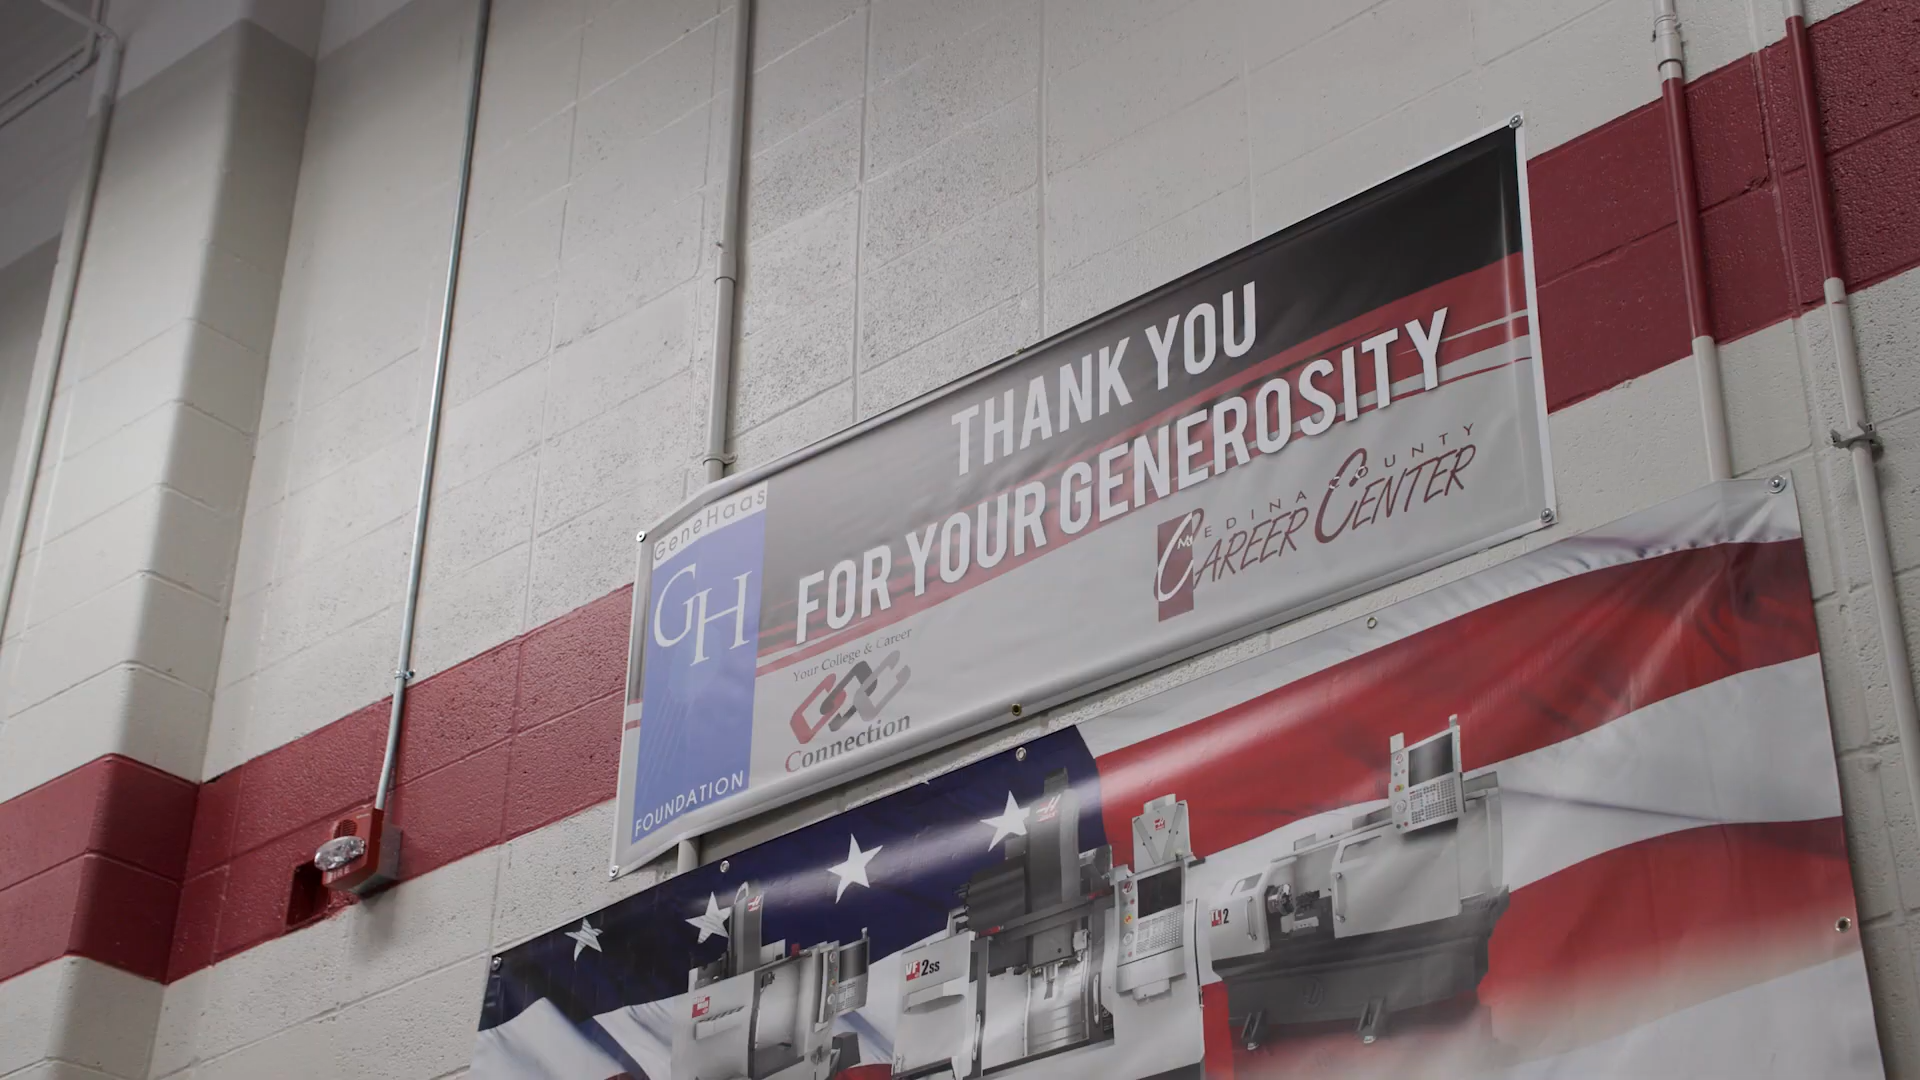 THANK YOU
FOR YOUR GENEROSITY
GeneHaas
GH
FOUNDATION
Your College & Career
Connection
MEDINA COUNTY
CAREER CENTER
VF2SS